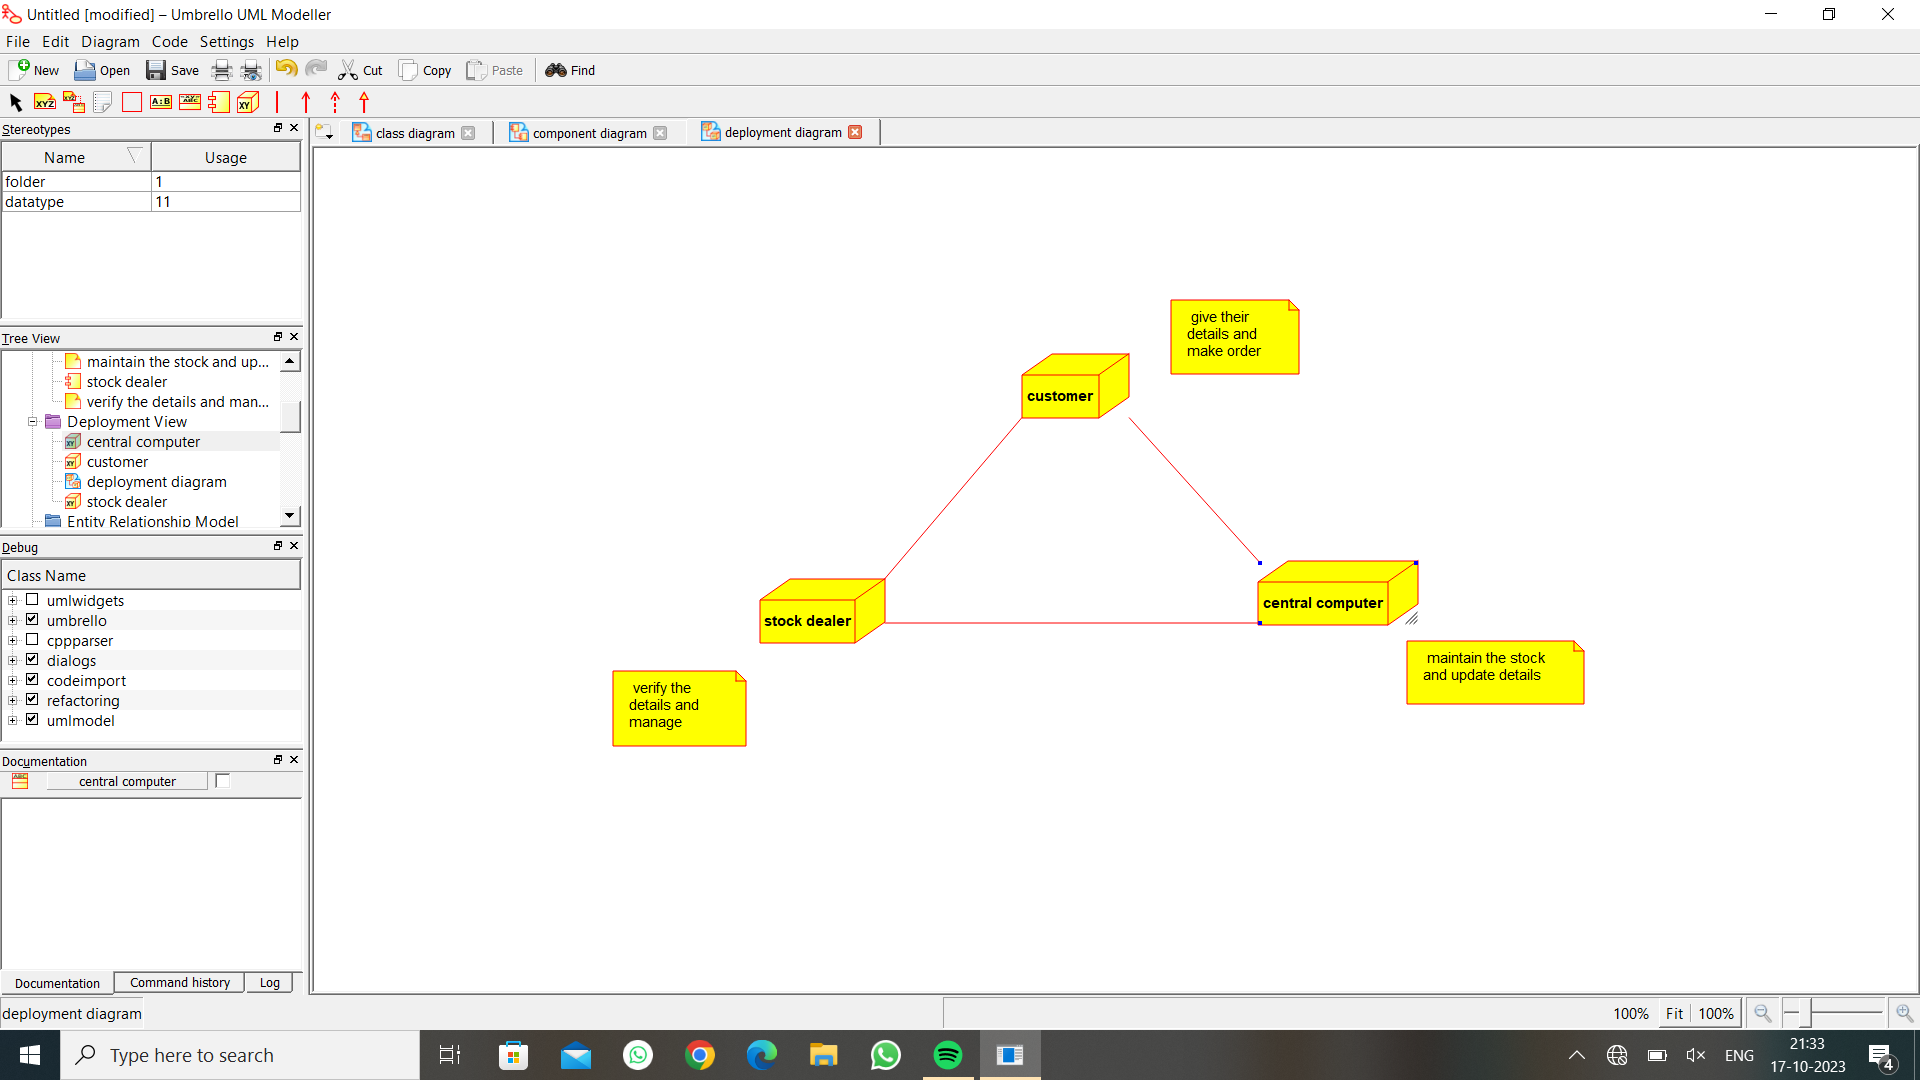 Untitled [modified] – Umbrello UML Modeller
File Edit Diagram Code Settings Help
New Open Save Cut Copy Paste Find
XYZ XYZ A:B ABC XY
Stereotypes
class diagram component diagram deployment diagram
Name Usage
folder 1
datatype 11
Tree View
maintain the stock and up...
stock dealer
verify the details and man...
Deployment View
central computer
customer
deployment diagram
stock dealer
Entity Relationship Model
Debug
Class Name
umlwidgets
umbrello
cppparser
dialogs
codeimport
refactoring
umlmodel
Documentation
central computer
Documentation Command history Log
give their
details and
make order
customer
central computer
stock dealer
maintain the stock
and update details
verify the
details and
manage
deployment diagram
100% Fit 100%
Type here to search
ENG
21:33
17-10-2023
4